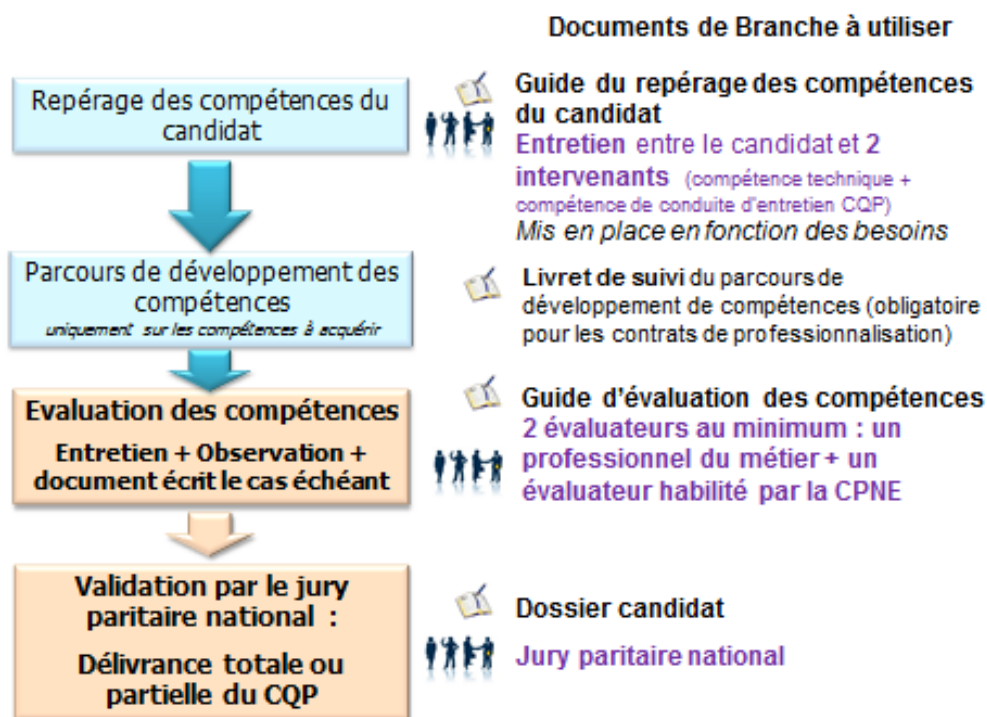 Documents de Branche à utiliser
Repérage des compétences du
candidat
Guide du repérage des compétences
du candidat
Entretien entre le candidat et 2
intervenants (compétence technique +
compétence de conduite d'entretien CQP)
Mis en place en fonction des besoins
Parcours de développement des
compétences
uniquement sur les compétences à acquérir
Livret de suivi du parcours de
développement de compétences (obligatoire
pour les contrats de professionnalisation)
Evaluation des compétences
Entretien + Observation +
document écrit le cas échéant
Guide d'évaluation des compétences
2 évaluateurs au minimum : un
professionnel du métier + un
évaluateur habilité par la CPNE
Validation par le jury
paritaire national :
Délivrance totale ou
partielle du CQP
Dossier candidat
Jury paritaire national